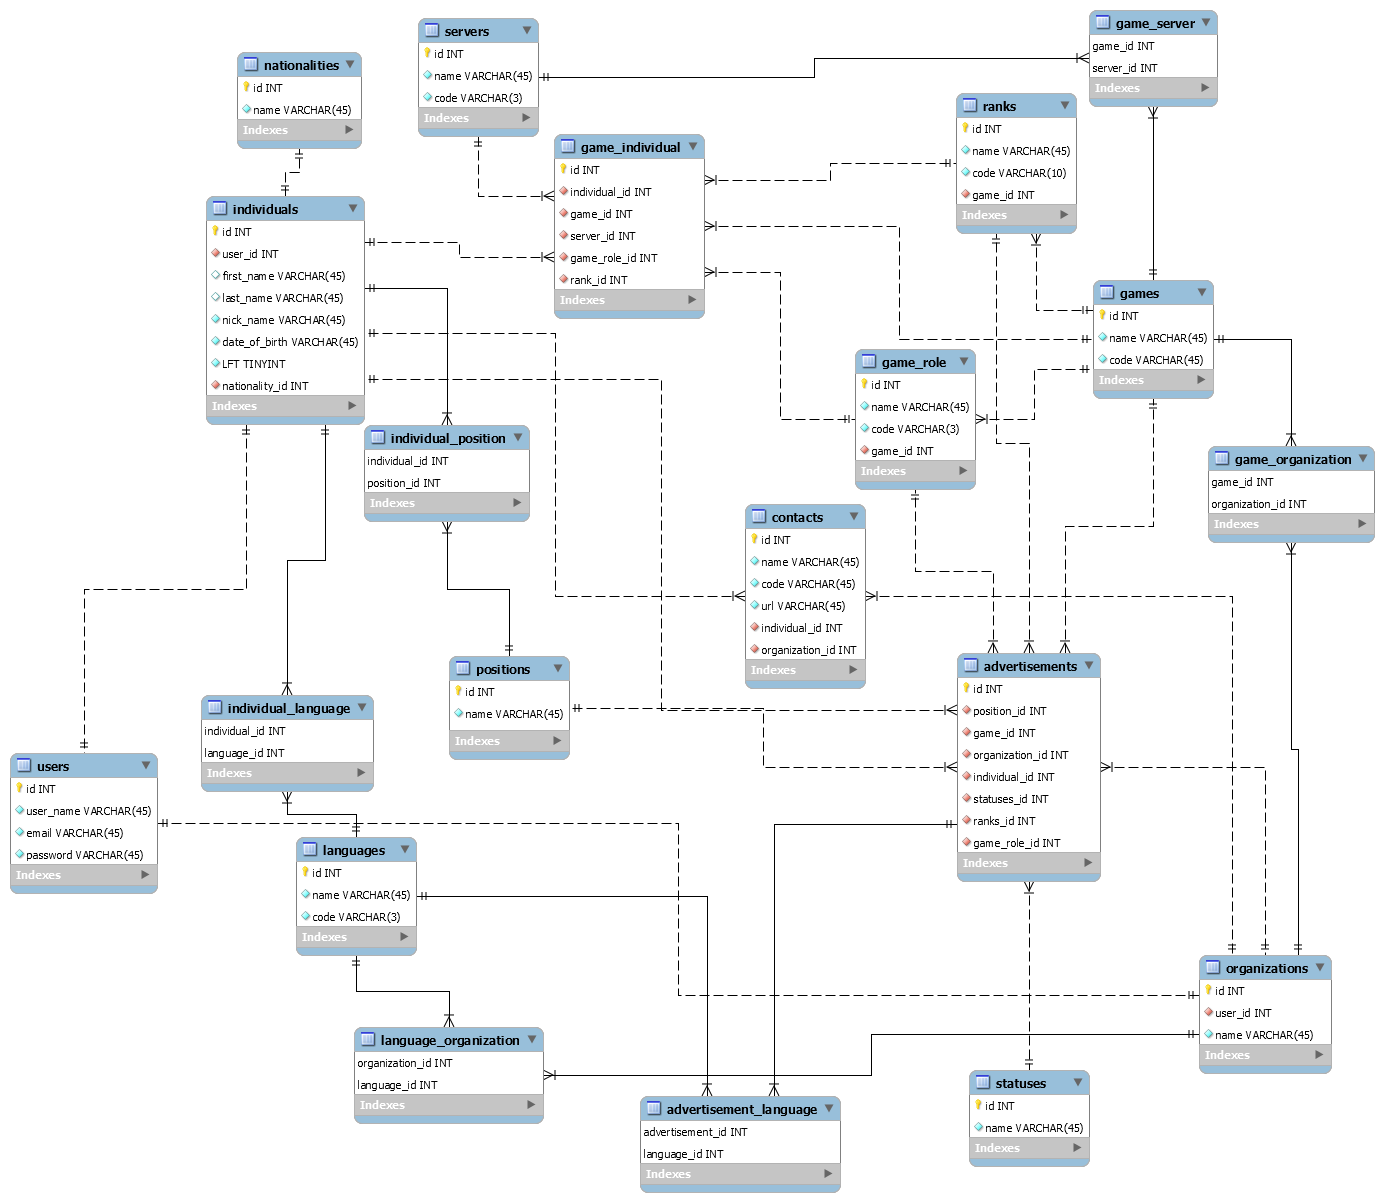 servers
id INT
name VARCHAR(45)
code VARCHAR(3)
Indexes
game_server
game_id INT
server_id INT
Indexes
nationalities
id INT
name VARCHAR(45)
Indexes
ranks
id INT
name VARCHAR(45)
code VARCHAR(10)
game_id INT
Indexes
game_individual
id INT
individual_id INT
game_id INT
server_id INT
game_role_id INT
rank_id INT
Indexes
individuals
id INT
user_id INT
first_name VARCHAR(45)
last_name VARCHAR(45)
nick_name VARCHAR(45)
date_of_birth VARCHAR(45)
LFT TINYINT
nationality_id INT
Indexes
games
id INT
name VARCHAR(45)
code VARCHAR(45)
Indexes
game_role
id INT
name VARCHAR(45)
code VARCHAR(3)
game_id INT
Indexes
individual_position
individual_id INT
position_id INT
Indexes
game_organization
game_id INT
organization_id INT
Indexes
contacts
id INT
name VARCHAR(45)
code VARCHAR(45)
url VARCHAR(45)
individual_id INT
organization_id INT
Indexes
positions
id INT
name VARCHAR(45)
Indexes
advertisements
id INT
position_id INT
game_id INT
organization_id INT
individual_id INT
statuses_id INT
ranks_id INT
game_role_id INT
Indexes
individual_language
individual_id INT
language_id INT
Indexes
users
id INT
user_name VARCHAR(45)
email VARCHAR(45)
password VARCHAR(45)
Indexes
languages
id INT
name VARCHAR(45)
code VARCHAR(3)
Indexes
organizations
id INT
user_id INT
name VARCHAR(45)
Indexes
language_organization
organization_id INT
language_id INT
Indexes
statuses
id INT
name VARCHAR(45)
Indexes
advertisement_language
advertisement_id INT
language_id INT
Indexes